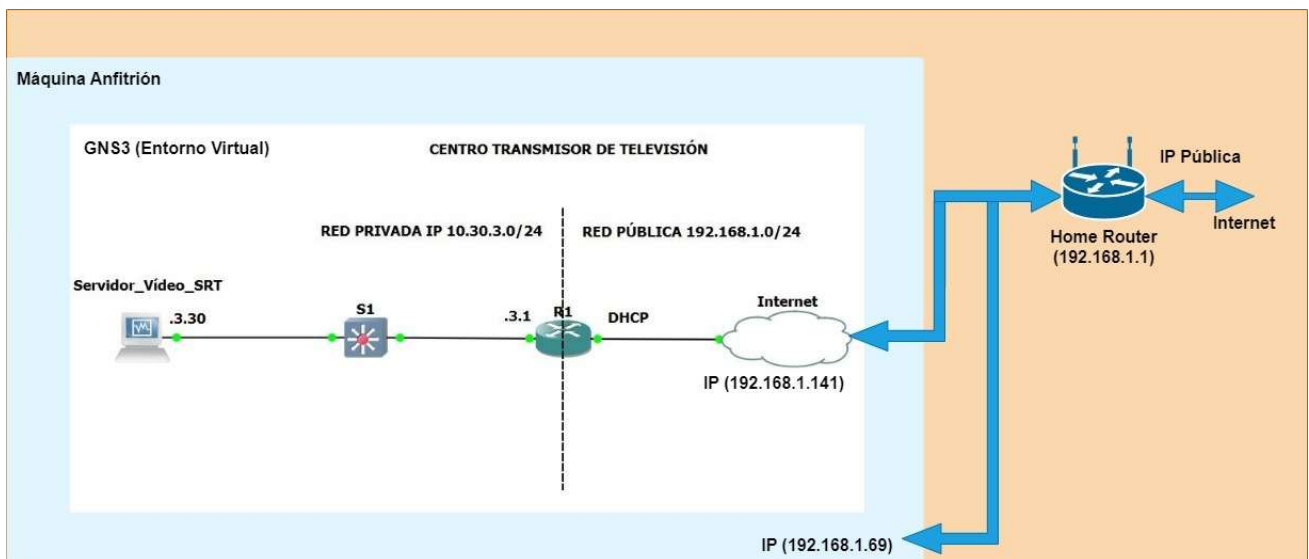 Máquina Anfitrión
GNS3 (Entorno Virtual)
CENTRO TRANSMISOR DE TELEVISIÓN
RED PRIVADA IP 10.30.3.0/24
RED PÚBLICA 192.168.1.0/24
Servidor_Vídeo_SRT
.3.30
S1
.3.1
R1
DHCP
Internet
IP (192.168.1.141)
IP Pública
Internet
Home Router
(192.168.1.1)
IP (192.168.1.69)